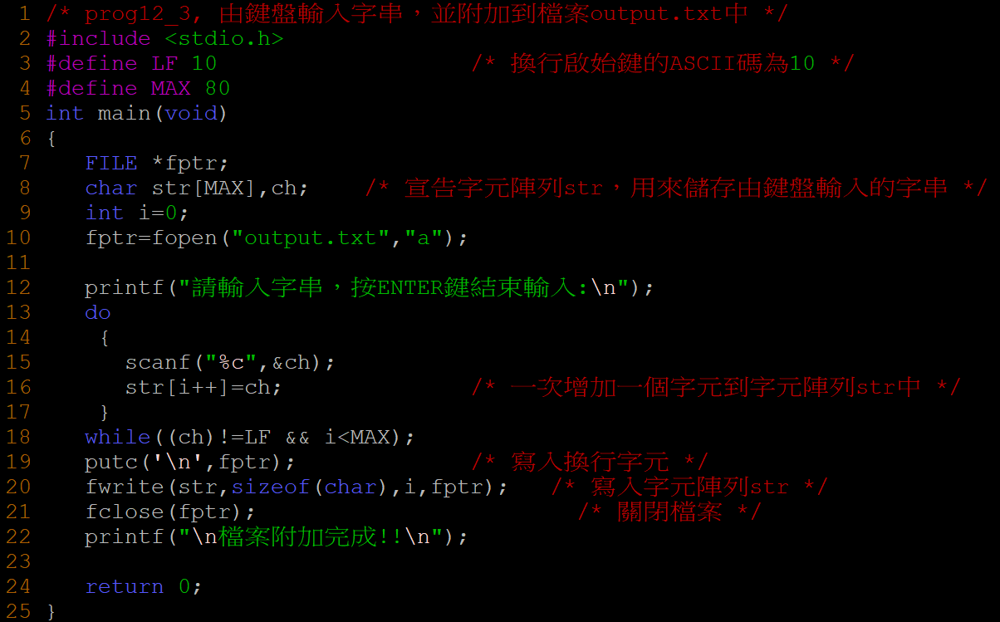 1 /* prog12_3, 由鍵盤輸入字串，並附加到檔案output.txt中 */
2 #include <stdio.h>
3 #define LF 10 /* 換行啟始鍵的ASCII碼為10 */
4 #define MAX 80
5 int main(void)
6 {
7 FILE *fptr;
8 char str[MAX],ch; /* 宣告字元陣列str，用來儲存由鍵盤輸入的字串 */
9 int i=0;
10 fptr=fopen("output.txt","a");
11
12 printf("請輸入字串，按ENTER鍵結束輸入:\n");
13 do
14 {
15 scanf("%c",&ch);
16 str[i++]=ch; /* 一次增加一個字元到字元陣列str中 */
17 }
18 while((ch)!=LF && i<MAX);
19 putc('\n',fptr); /* 寫入換行字元 */
20 fwrite(str,sizeof(char),i,fptr); /* 寫入字元陣列str */
21 fclose(fptr); /* 關閉檔案 */
22 printf("\n檔案附加完成!!\n");
23
24 return 0;
25 }